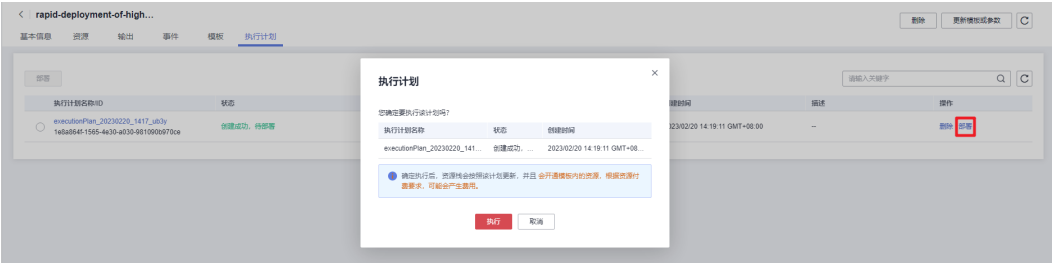 rapid-deployment-of-high...
删除
更新模板或参数
基本信息 资源 输出 事件 模板 执行计划
部署
请输入关键字
执行计划名称/ID 状态 创建时间 描述 操作
executionPlan_20230220_1417_ub3y
1e8a864f-1565-4e30-a030-981090b970ce
创建成功，待部署
023/02/20 14:19:11 GMT+08:00
--
删除 部署
执行计划
您确定要执行该计划吗？
执行计划名称 状态 创建时间
executionPlan_20230220_141... 创建成功，... 2023/02/20 14:19:11 GMT+08...
确定执行后，资源栈会按照该计划更新，并且 会开通模板内的资源，根据资源付
费要求，可能会产生费用。
执行 取消